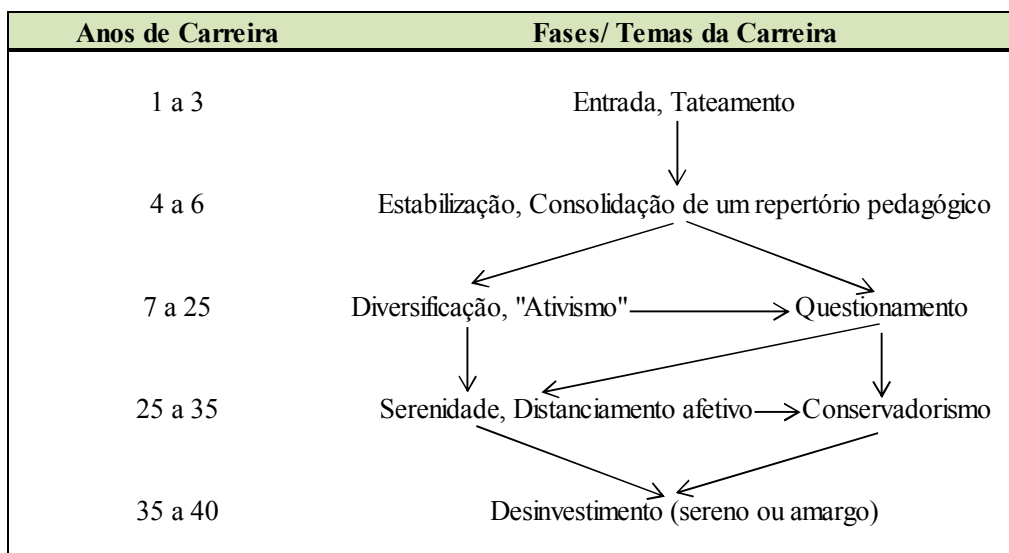 Anos de Carreira Fases/ Temas da Carreira
1 a 3 Entrada, Tateamento
4 a 6 Estabilização, Consolidação de um repertório pedagógico
7 a 25 Diversificação, "Ativismo" Questionamento
25 a 35 Serenidade, Distanciamento afetivo Conservadorismo
35 a 40 Desinvestimento (sereno ou amargo)